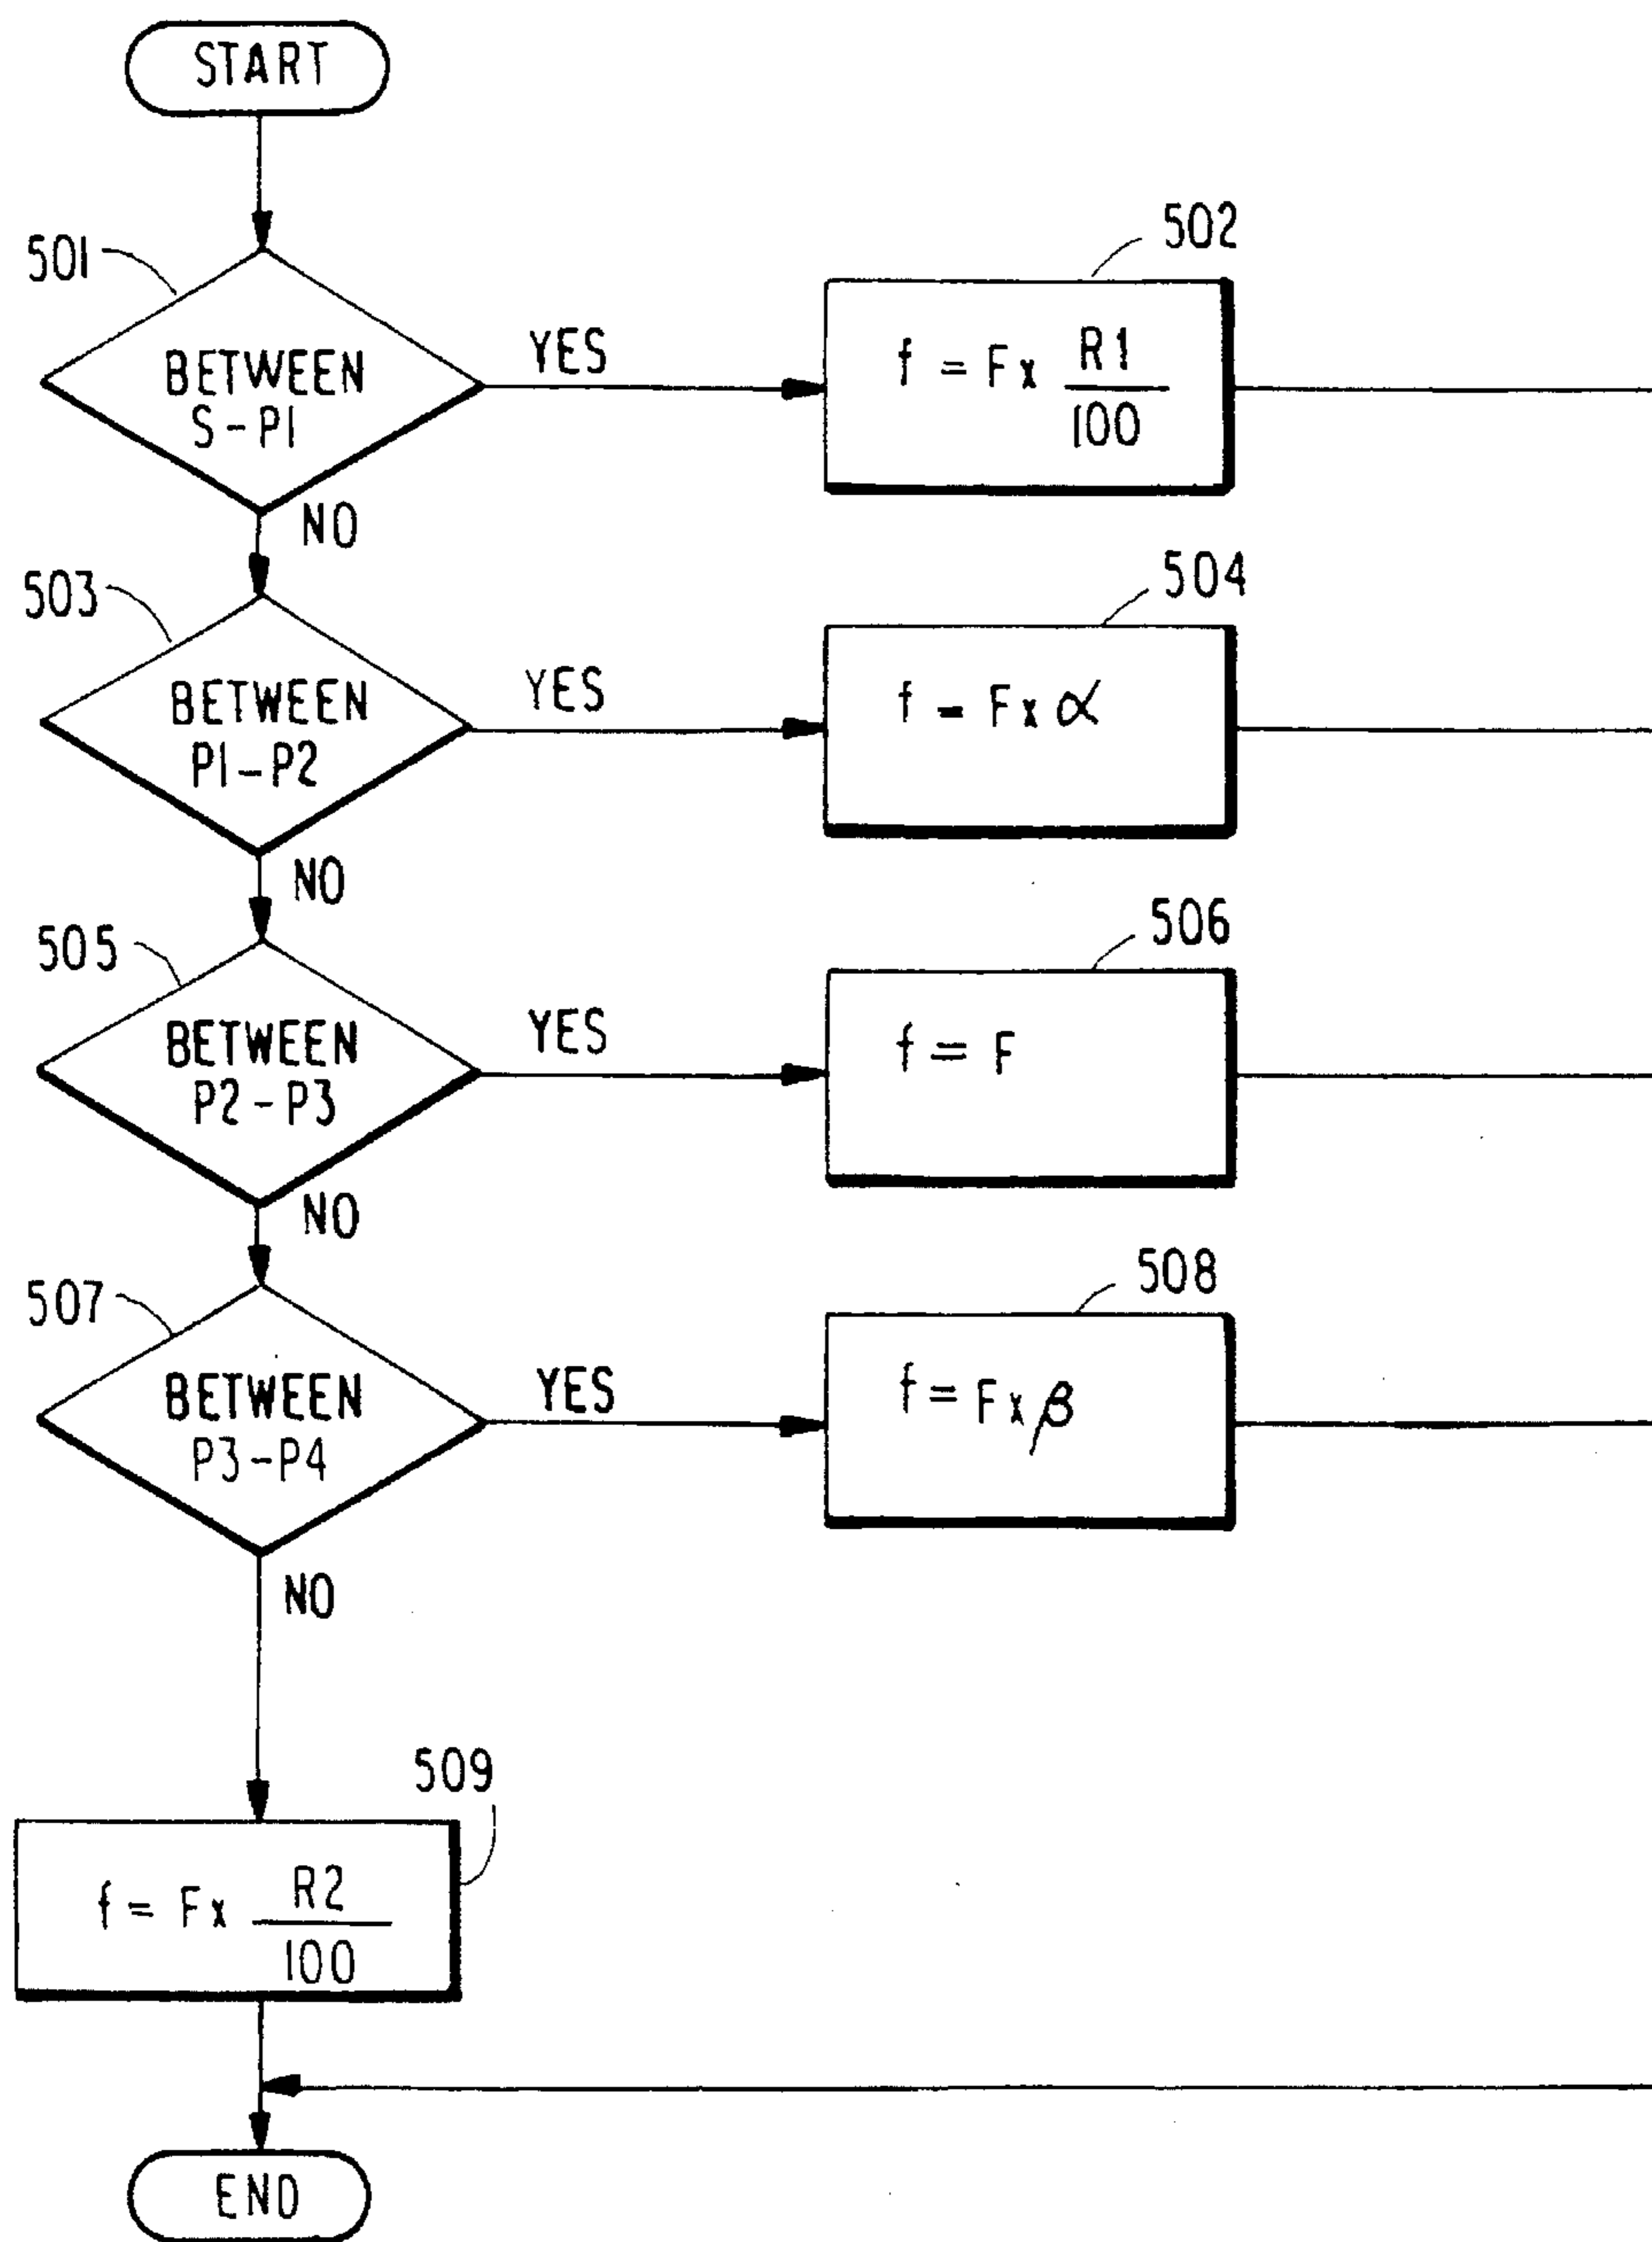 START
501
BETWEEN
S-P1
YES
502
f = F x R1
100
NO
503
BETWEEN
P1-P2
YES
504
f = F x α
NO
505
BETWEEN
P2-P3
YES
506
f = F
NO
507
BETWEEN
P3-P4
YES
508
f = F x β
NO
509
f = F x R2
100
END